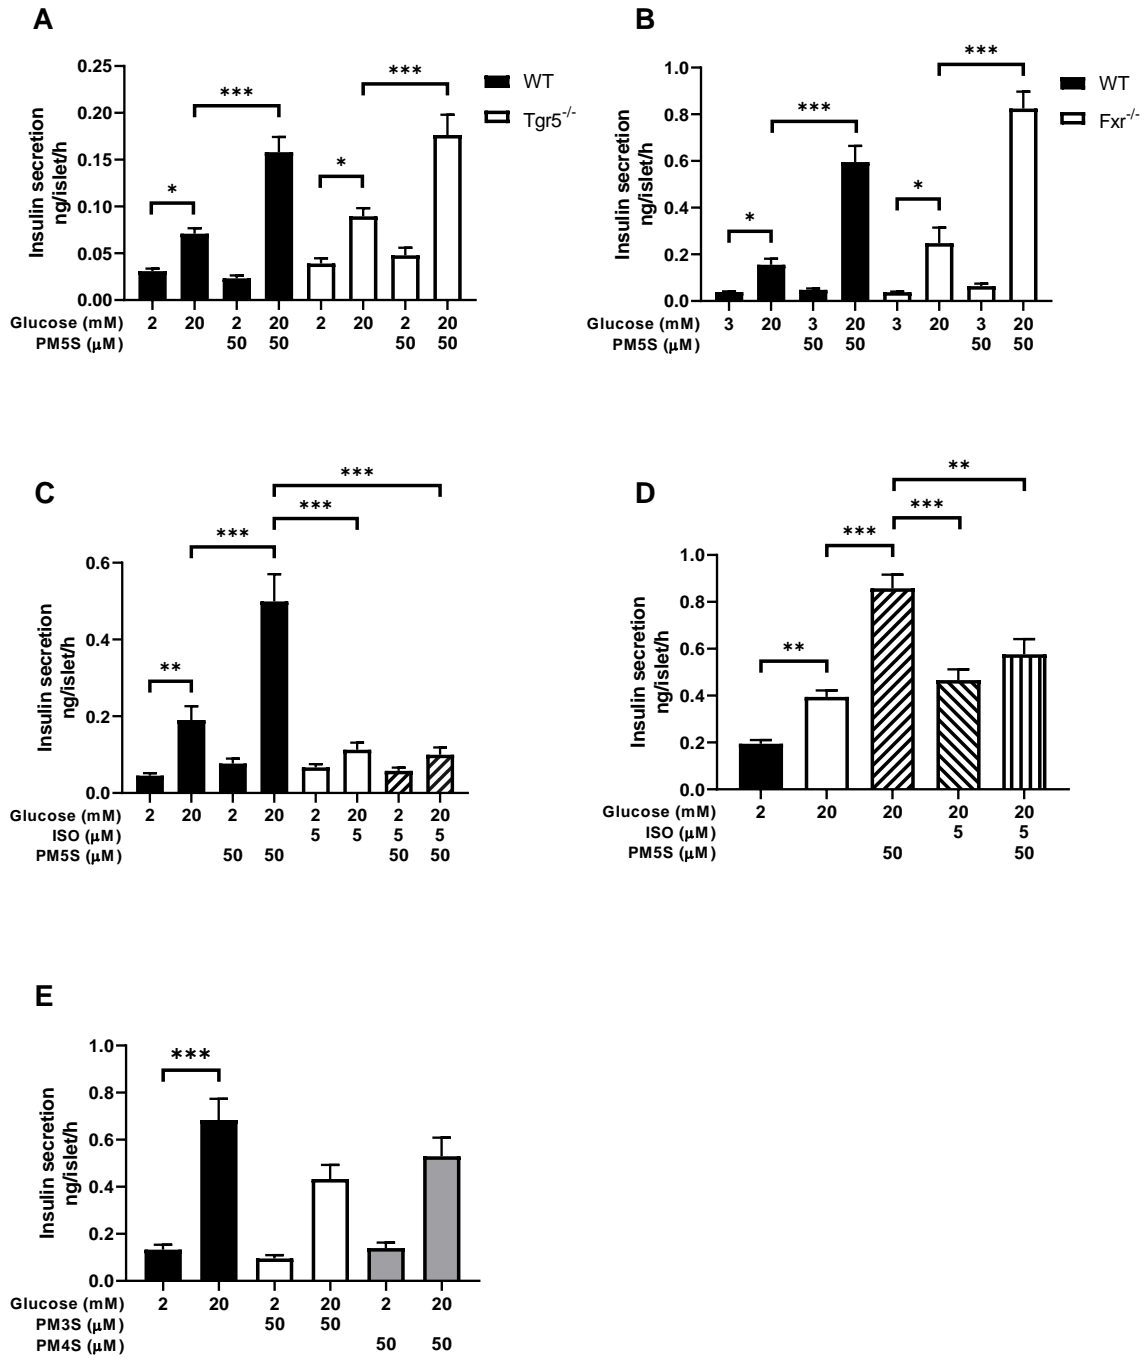 A
Insulin secretion
ng/islet/h
0.25
0.20
0.15
0.10
0.05
0.00
*
***
*
***
WT
Tgr5-/-
Glucose (mM) 2 20 2 20 2 20 2 20
PM5S (μM) 50 50 50 50
B
Insulin secretion
ng/islet/h
1.0
0.8
0.6
0.4
0.2
0.0
*
***
*
***
WT
Fxr-/-
Glucose (mM) 3 20 3 20 3 20 3 20
PM5S (μM) 50 50 50 50
C
Insulin secretion
ng/islet/h
0.6
0.4
0.2
0.0
**
***
***
***
Glucose (mM) 2 20 2 20 2 20 2 20
ISO (μM) 5 5 5 5
PM5S (μM) 50 50 50 50
D
Insulin secretion
ng/islet/h
1.0
0.8
0.6
0.4
0.2
0.0
**
***
***
**
Glucose (mM) 2 20 20 20 20
ISO (μM) 5 5
PM5S (μM) 50 50
E
Insulin secretion
ng/islet/h
1.0
0.8
0.6
0.4
0.2
0.0
***
Glucose (mM) 2 20 2 20 2 20
PM3S (μM) 50 50
PM4S (μM) 50 50